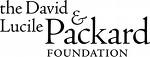 the David &
Lucile Packard
FOUNDATION